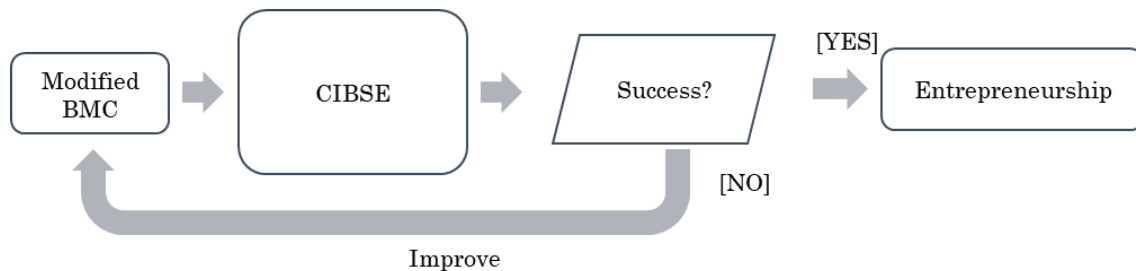 Modified
BMC
CIBSE
Success?
[YES]
Entrepreneurship
[NO]
Improve